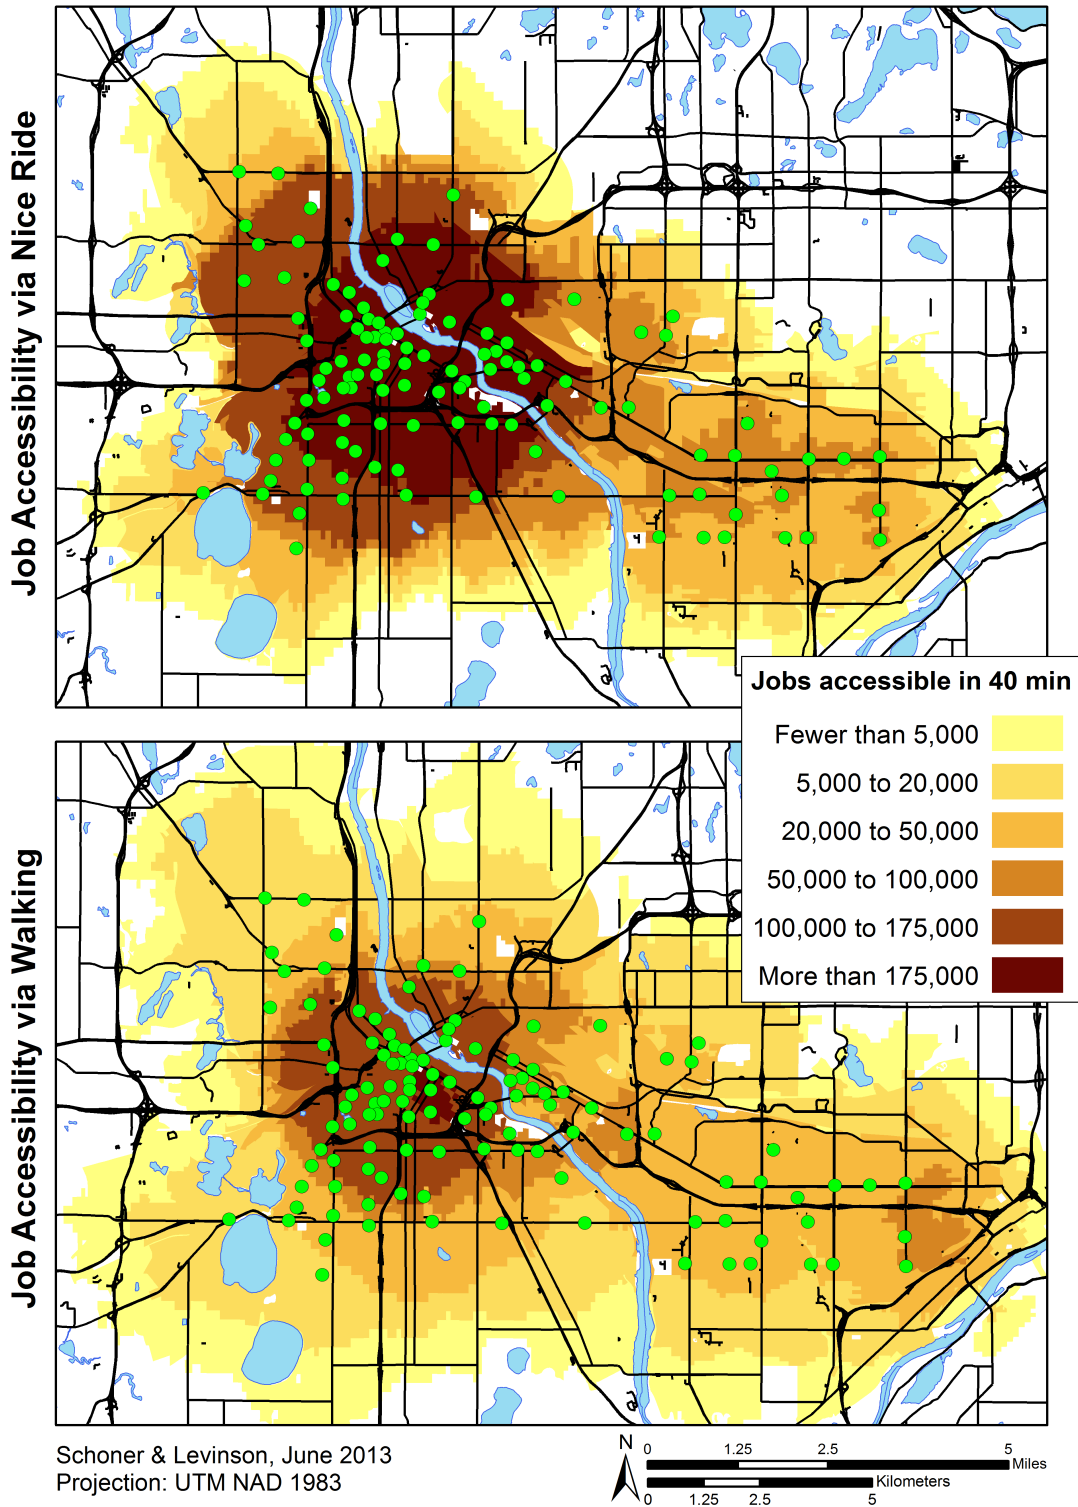 Job Accessibility via Nice Ride
Jobs accessible in 40 min
Fewer than 5,000
5,000 to 20,000
20,000 to 50,000
50,000 to 100,000
100,000 to 175,000
More than 175,000
Job Accessibility via Walking
Schoner & Levinson, June 2013
Projection: UTM NAD 1983
N
0 1.25 2.5 5
Miles
Kilometers
0 1.25 2.5 5